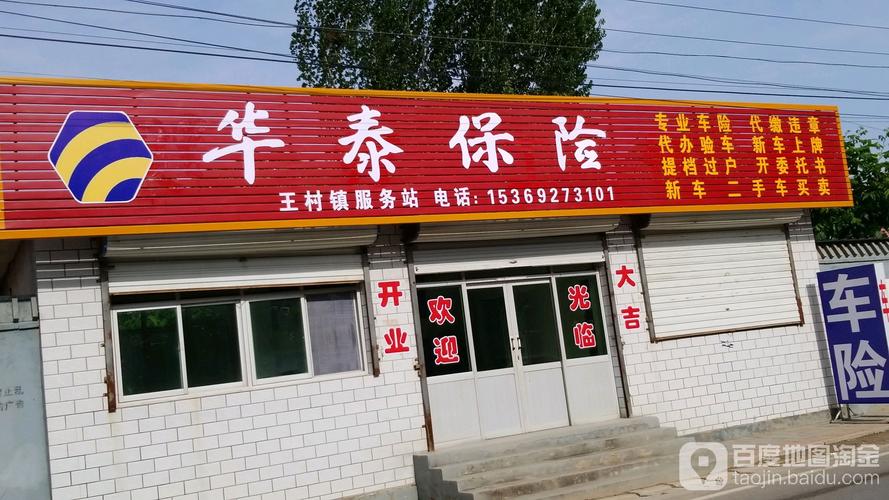 华泰保险
王村镇服务站 电话:15369273101
专业车险 代缴违章
代办验车 新车上牌
提档过户 开委托书
新车 二手车买卖
开业
大吉
欢迎
光临
车险
百度地图淘金
taojin.baidu.com